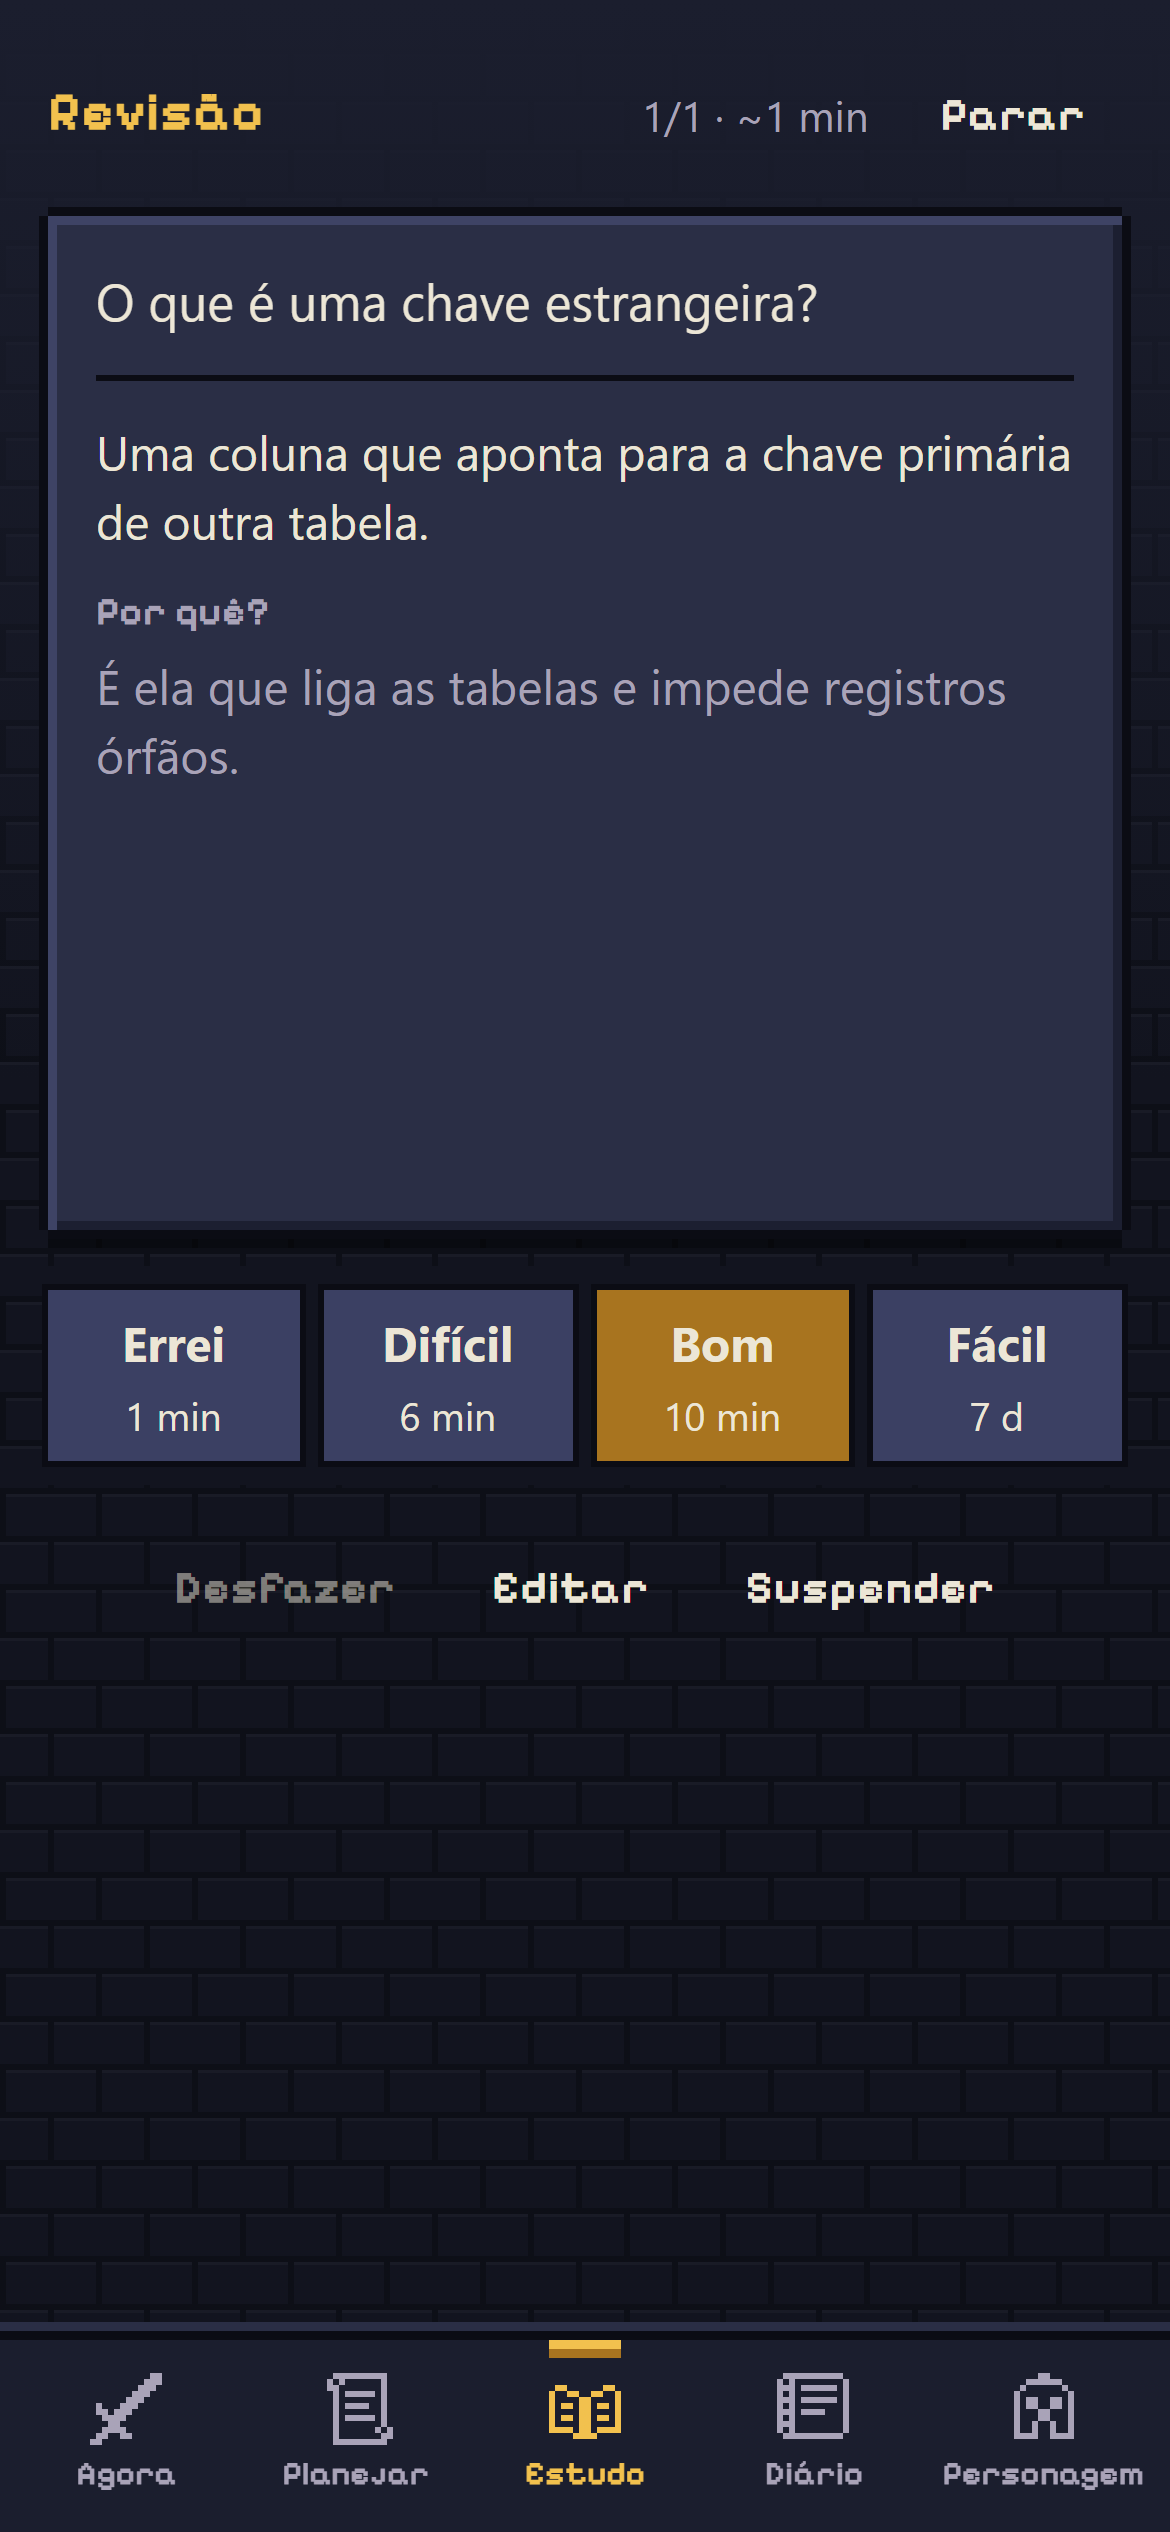 Revisão
1/1 · ~1 min
Parar
O que é uma chave estrangeira?
Uma coluna que aponta para a chave primária
de outra tabela.
Por quê?
É ela que liga as tabelas e impede registros
órfãos.
Errei
1 min
Difícil
6 min
Bom
10 min
Fácil
7 d
Desfazer
Editar
Suspender
Agora
Planejar
Estudo
Diário
Personagem